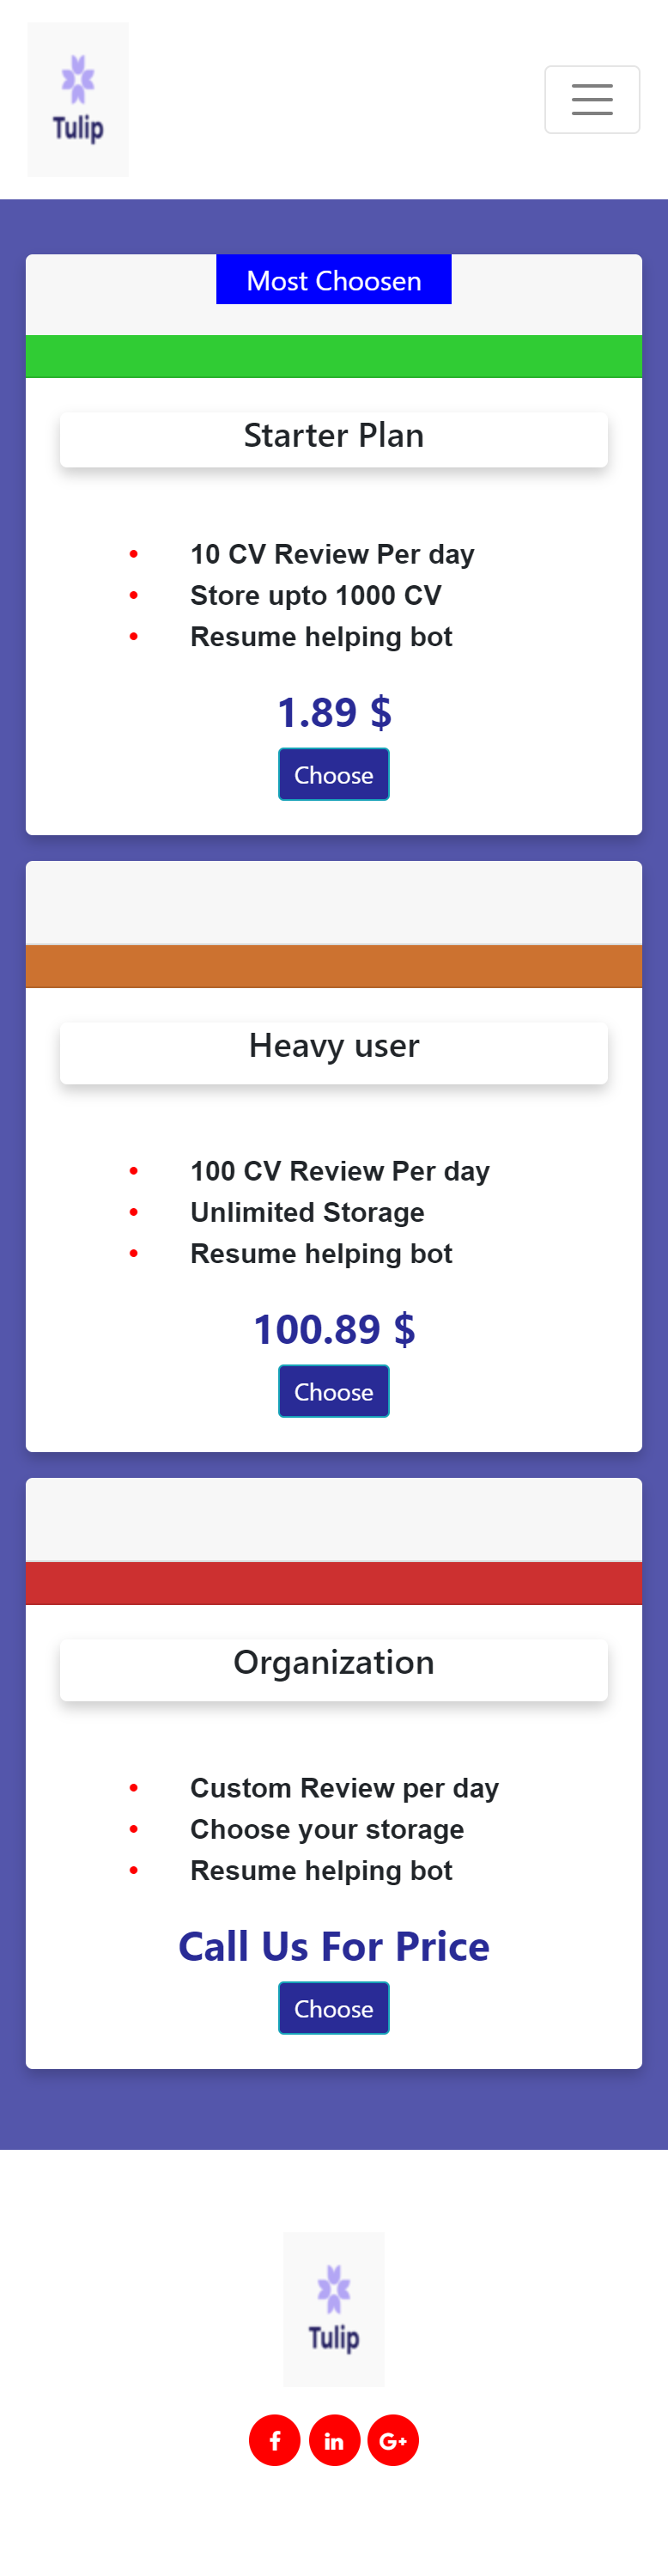 Tulip
Most Choosen
Starter Plan
• 10 CV Review Per day
• Store upto 1000 CV
• Resume helping bot
1.89 $
Choose
Heavy user
• 100 CV Review Per day
• Unlimited Storage
• Resume helping bot
100.89 $
Choose
Organization
• Custom Review per day
• Choose your storage
• Resume helping bot
Call Us For Price
Choose
Tulip
f in G+